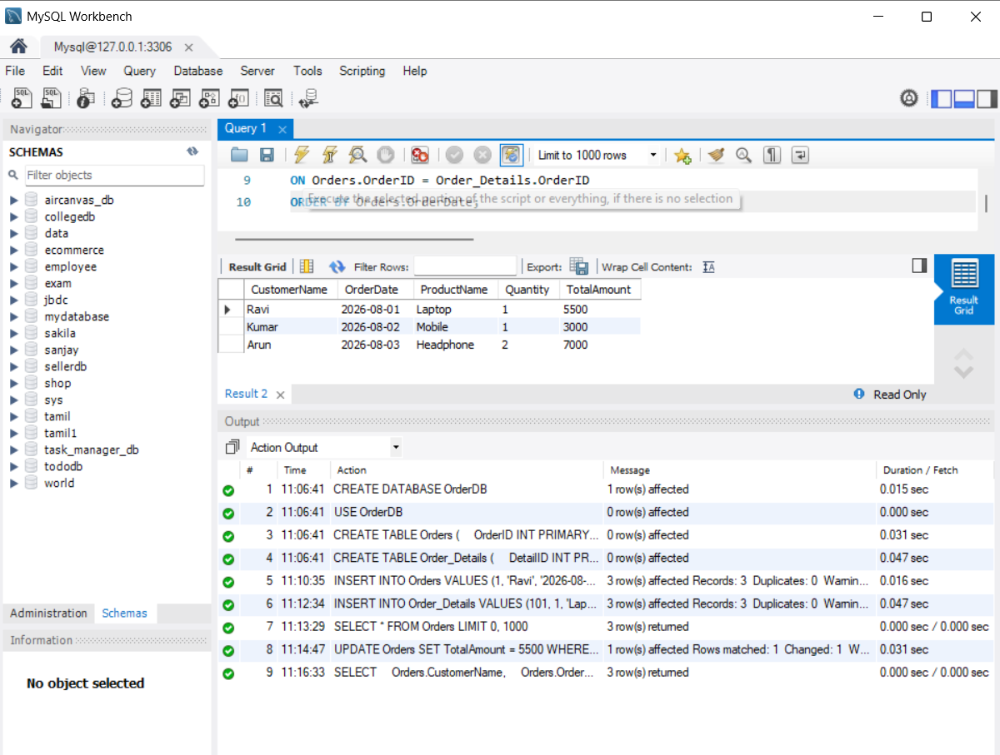 MySQL Workbench
Mysql@127.0.0.1:3306
File Edit View Query Database Server Tools Scripting Help
Navigator
SCHEMAS
Filter objects
aircanvas_db
collegedb
data
ecommerce
employee
exam
jbdc
mydatabase
sakila
sanjay
sellerdb
shop
sys
tamil
tamil1
task_manager_db
tododb
world
Administration Schemas
Information
No object selected
Query 1
Limit to 1000 rows
9 ON Orders.OrderID = Order_Details.OrderID
10 ORDER BY Orders.OrderDate;
Execute the selected portion of the script or everything, if there is no selection
Result Grid Filter Rows: Export: Wrap Cell Content:
CustomerName OrderDate ProductName Quantity TotalAmount
Ravi 2026-08-01 Laptop 1 5500
Kumar 2026-08-02 Mobile 1 3000
Arun 2026-08-03 Headphone 2 7000
Result Grid
Result 2
Read Only
Output
Action Output
# Time Action Message Duration / Fetch
1 11:06:41 CREATE DATABASE OrderDB 1 row(s) affected 0.015 sec
2 11:06:41 USE OrderDB 0 row(s) affected 0.000 sec
3 11:06:41 CREATE TABLE Orders ( OrderID INT PRIMARY... 0 row(s) affected 0.031 sec
4 11:06:41 CREATE TABLE Order_Details ( DetailID INT PR... 0 row(s) affected 0.047 sec
5 11:10:35 INSERT INTO Orders VALUES (1, 'Ravi', '2026-08-... 3 row(s) affected Records: 3 Duplicates: 0 Warnin... 0.016 sec
6 11:12:34 INSERT INTO Order_Details VALUES (101, 1, 'Lap... 3 row(s) affected Records: 3 Duplicates: 0 Warnin... 0.047 sec
7 11:13:29 SELECT * FROM Orders LIMIT 0, 1000 3 row(s) returned 0.000 sec / 0.000 sec
8 11:14:47 UPDATE Orders SET TotalAmount = 5500 WHERE... 1 row(s) affected Rows matched: 1 Changed: 1 W... 0.031 sec
9 11:16:33 SELECT Orders.CustomerName, Orders.Order... 3 row(s) returned 0.000 sec / 0.000 sec